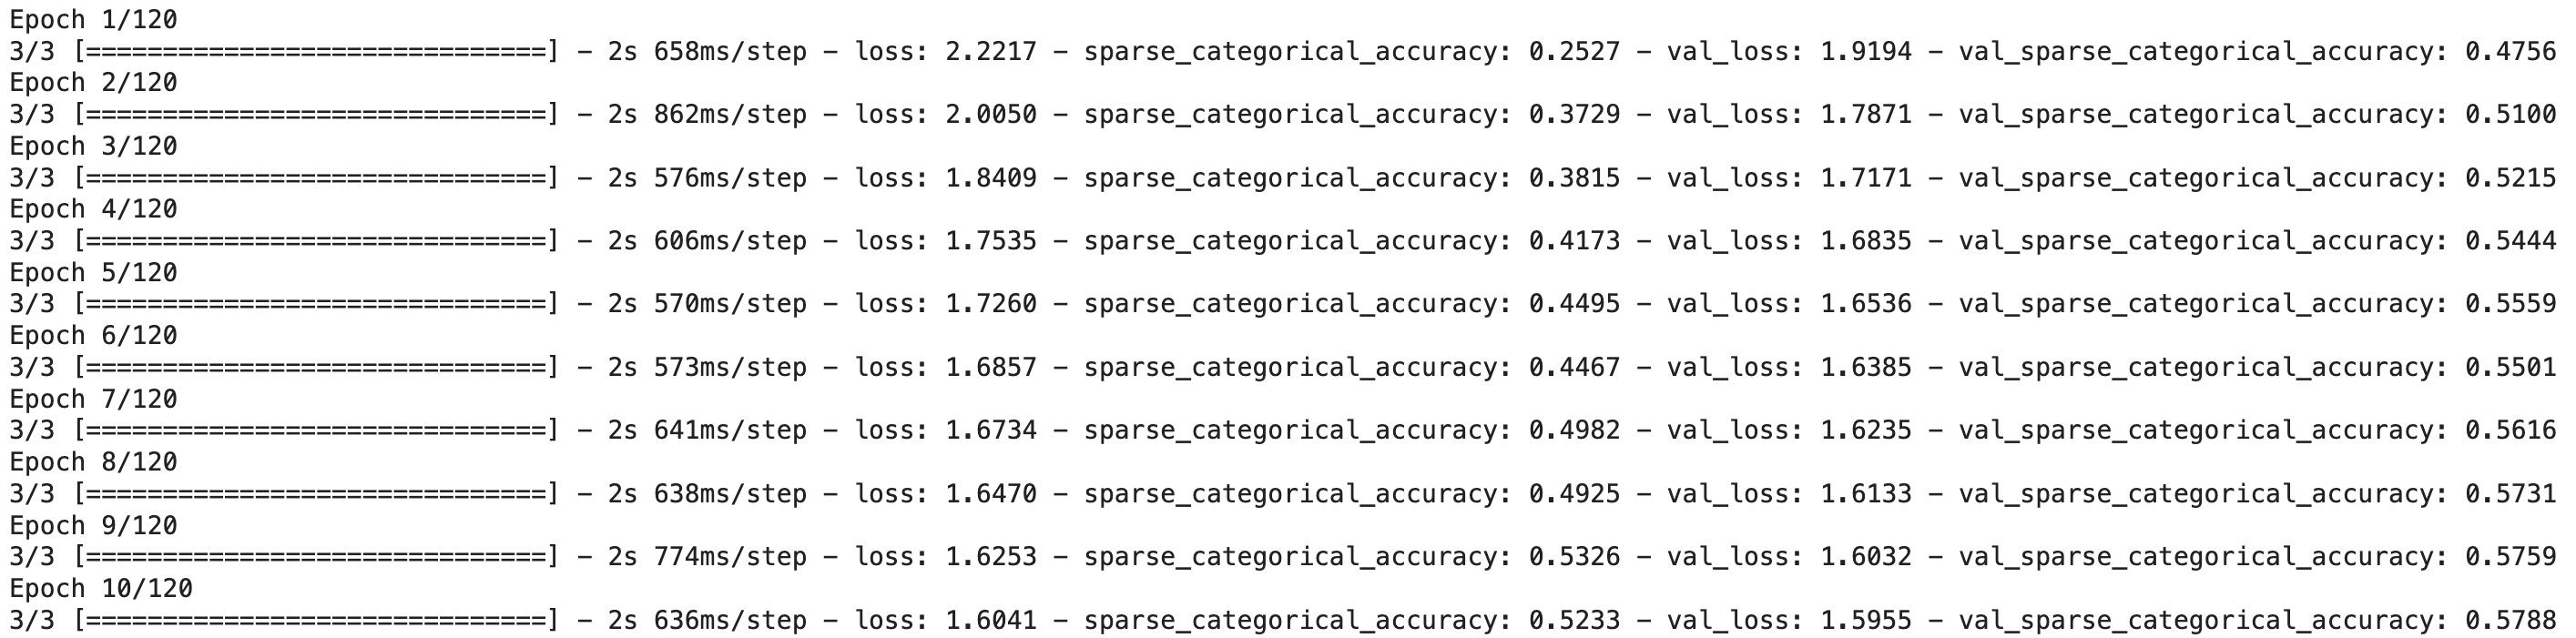 Epoch 1/120
3/3 [==============================] - 2s 658ms/step - loss: 2.2217 - sparse_categorical_accuracy: 0.2527 - val_loss: 1.9194 - val_sparse_categorical_accuracy: 0.4756
Epoch 2/120
3/3 [==============================] - 2s 862ms/step - loss: 2.0050 - sparse_categorical_accuracy: 0.3729 - val_loss: 1.7871 - val_sparse_categorical_accuracy: 0.5100
Epoch 3/120
3/3 [==============================] - 2s 576ms/step - loss: 1.8409 - sparse_categorical_accuracy: 0.3815 - val_loss: 1.7171 - val_sparse_categorical_accuracy: 0.5215
Epoch 4/120
3/3 [==============================] - 2s 606ms/step - loss: 1.7535 - sparse_categorical_accuracy: 0.4173 - val_loss: 1.6835 - val_sparse_categorical_accuracy: 0.5444
Epoch 5/120
3/3 [==============================] - 2s 570ms/step - loss: 1.7260 - sparse_categorical_accuracy: 0.4495 - val_loss: 1.6536 - val_sparse_categorical_accuracy: 0.5559
Epoch 6/120
3/3 [==============================] - 2s 573ms/step - loss: 1.6857 - sparse_categorical_accuracy: 0.4467 - val_loss: 1.6385 - val_sparse_categorical_accuracy: 0.5501
Epoch 7/120
3/3 [==============================] - 2s 641ms/step - loss: 1.6734 - sparse_categorical_accuracy: 0.4982 - val_loss: 1.6235 - val_sparse_categorical_accuracy: 0.5616
Epoch 8/120
3/3 [==============================] - 2s 638ms/step - loss: 1.6470 - sparse_categorical_accuracy: 0.4925 - val_loss: 1.6133 - val_sparse_categorical_accuracy: 0.5731
Epoch 9/120
3/3 [==============================] - 2s 774ms/step - loss: 1.6253 - sparse_categorical_accuracy: 0.5326 - val_loss: 1.6032 - val_sparse_categorical_accuracy: 0.5759
Epoch 10/120
3/3 [==============================] - 2s 636ms/step - loss: 1.6041 - sparse_categorical_accuracy: 0.5233 - val_loss: 1.5955 - val_sparse_categorical_accuracy: 0.5788